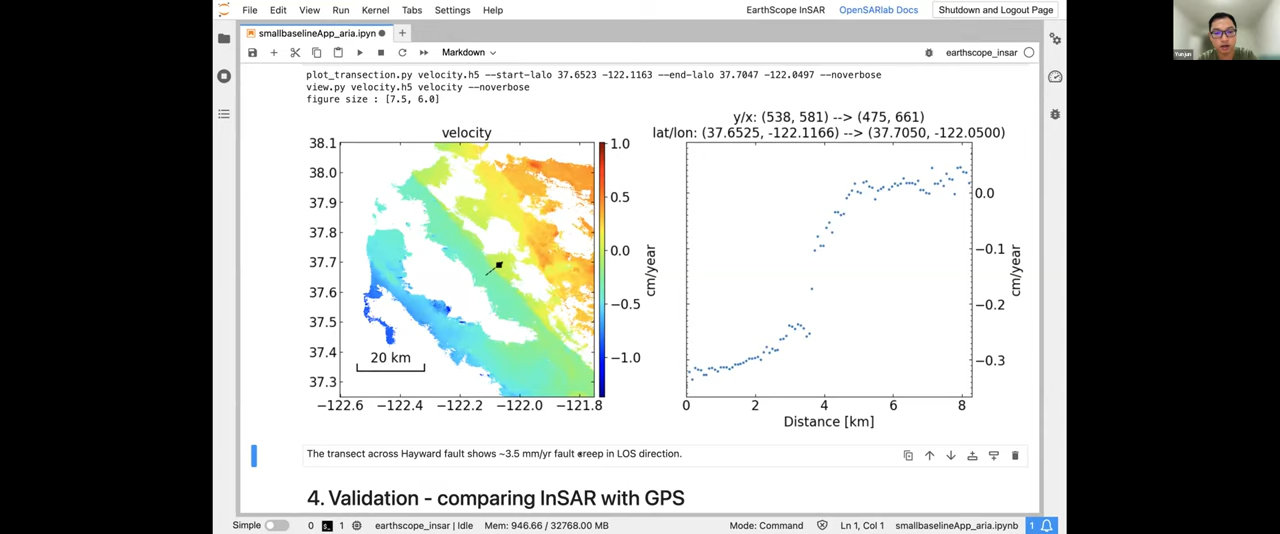 File Edit View Run Kernel Tabs Settings Help
EarthScope InSAR OpenSARlab Docs Shutdown and Logout Page
smallbaselineApp_aria.ipyn
Markdown
earthscope_insar
plot_transection.py velocity.h5 --start-lalo 37.6523 -122.1163 --end-lalo 37.7047 -122.0497 --noverbose
view.py velocity.h5 velocity --noverbose
figure size : [7.5, 6.0]
velocity
38.1
38.0
37.9
37.8
37.7
37.6
37.5
37.4
37.3
20 km
−122.6 −122.4 −122.2 −122.0 −121.8
1.0
0.5
0.0
−0.5
−1.0
cm/year
y/x: (538, 581) --> (475, 661)
lat/lon: (37.6525, -122.1166) --> (37.7050, -122.0500)
0.0
−0.1
−0.2
−0.3
cm/year
0 2 4 6 8
Distance [km]
The transect across Hayward fault shows ~3.5 mm/yr fault creep in LOS direction.
4. Validation - comparing InSAR with GPS
Simple 0 1 earthscope_insar | Idle Mem: 946.66 / 32768.00 MB Mode: Command Ln 1, Col 1 smallbaselineApp_aria.ipynb 1
Yunjun